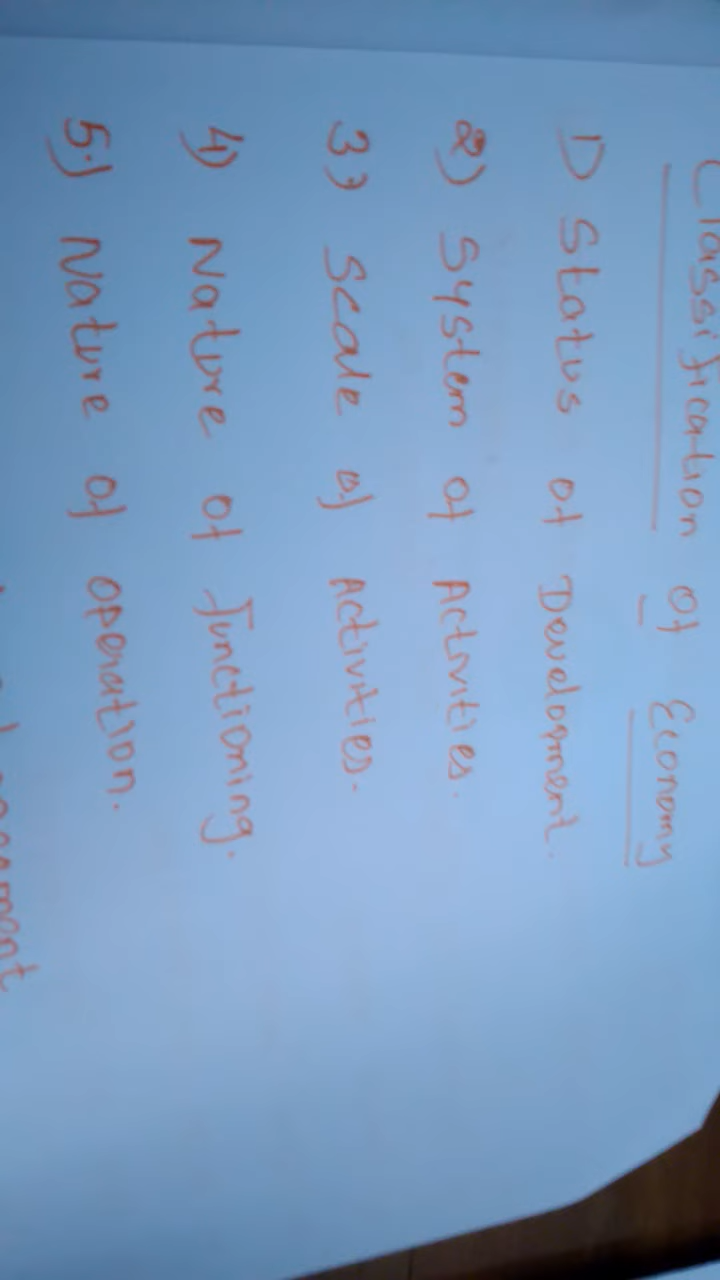 Classification of Economy
1) Status of Development.
2) System of Activities.
3) Scale of Activities.
4) Nature of functioning.
5.) Nature of operation.